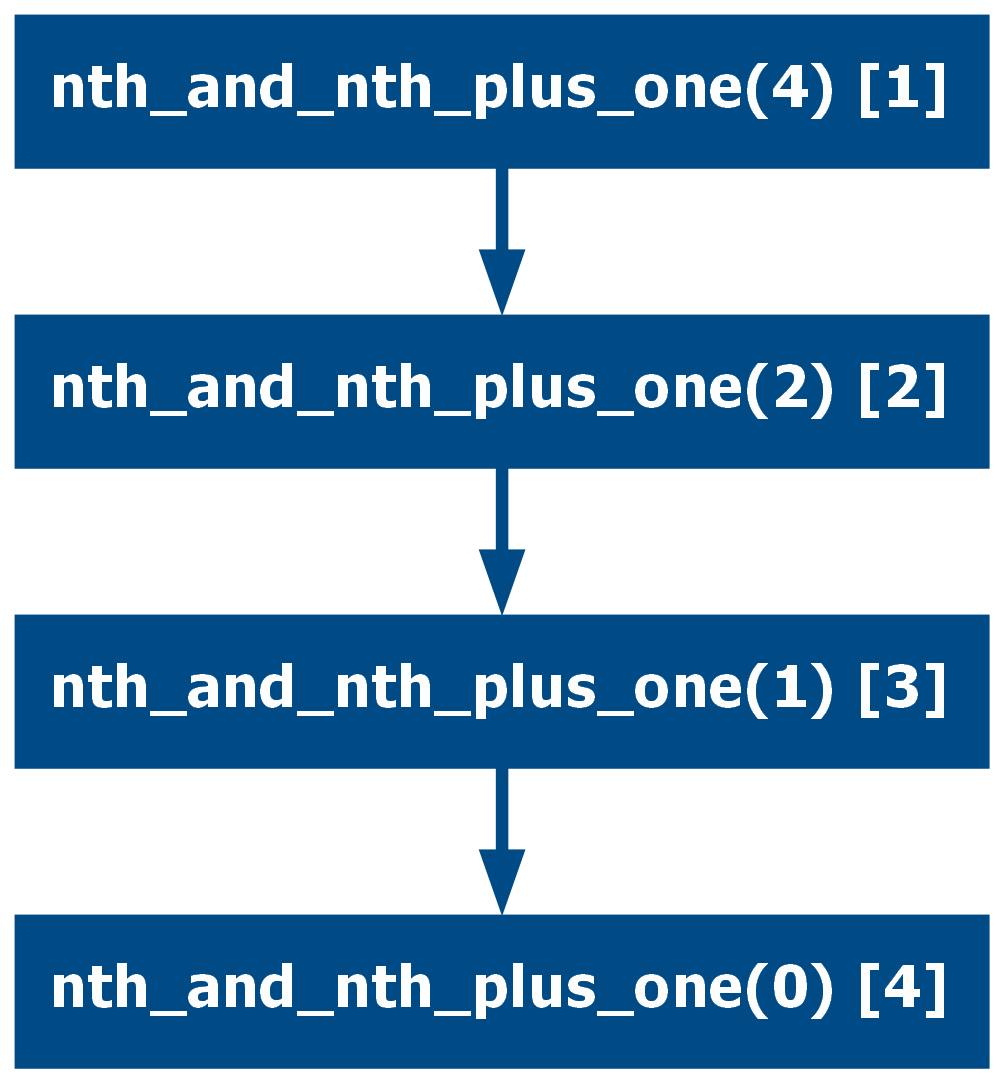 nth_and_nth_plus_one(4) [1]
nth_and_nth_plus_one(2) [2]
nth_and_nth_plus_one(1) [3]
nth_and_nth_plus_one(0) [4]